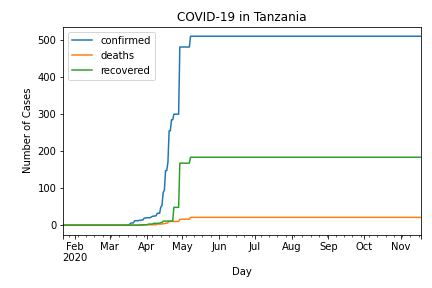 COVID-19 in Tanzania
confirmed
deaths
recovered
Number of Cases
500
400
300
200
100
0
Feb Mar Apr May Jun Jul Aug Sep Oct Nov
2020
Day